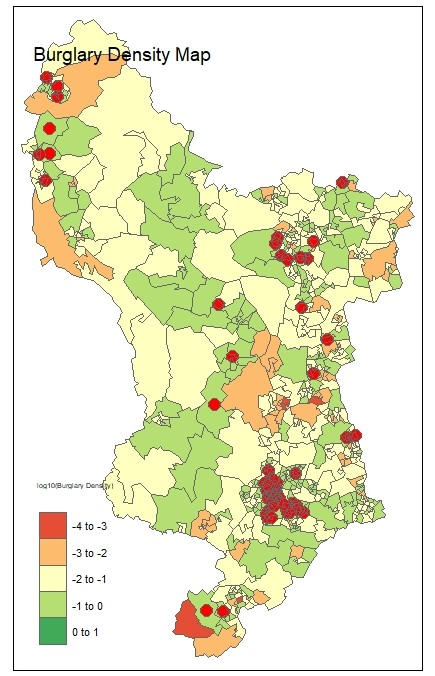 Burglary Density Map
log10(Burglary Density)
-4 to -3
-3 to -2
-2 to -1
-1 to 0
0 to 1